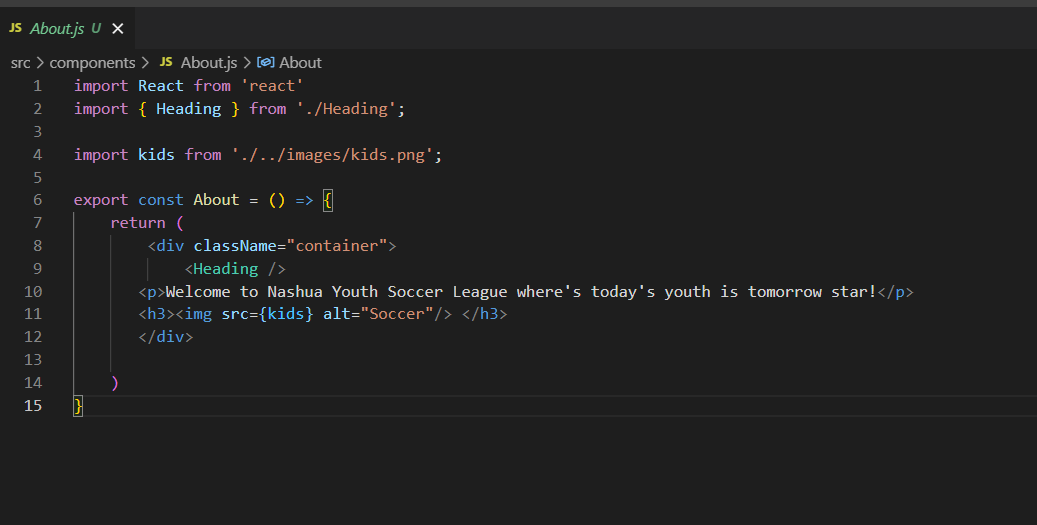 JS About.js U ×
src > components > JS About.js > About
1 import React from 'react'
2 import { Heading } from './Heading';
3
4 import kids from './../images/kids.png';
5
6 export const About = () => {
7     return (
8         <div className="container">
9             <Heading />
10        <p>Welcome to Nashua Youth Soccer League where's today's youth is tomorrow star!</p>
11        <h3><img src={kids} alt="Soccer"/> </h3>
12        </div>
13
14     )
15 }